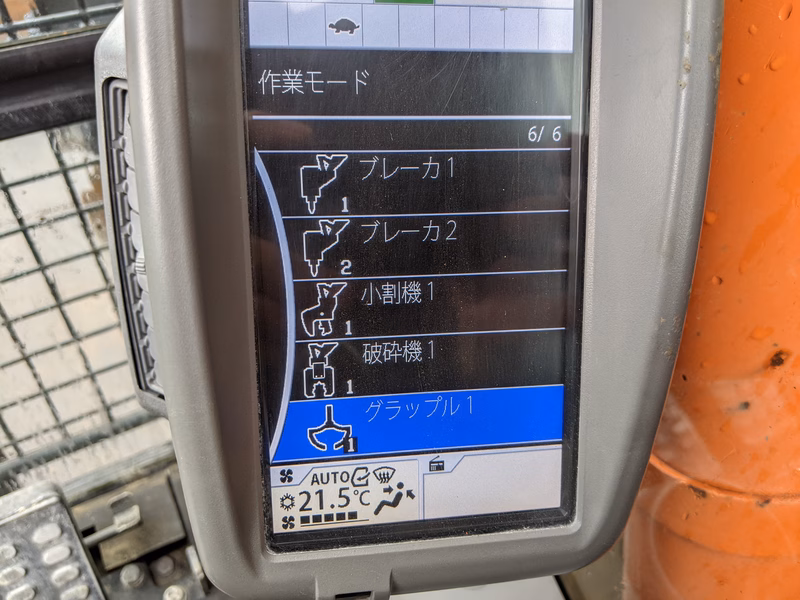 作業モード
6/ 6
ブレーカ1
1
ブレーカ2
2
小割機1
1
破砕機1
1
グラップル1
1
AUTO
21.5℃